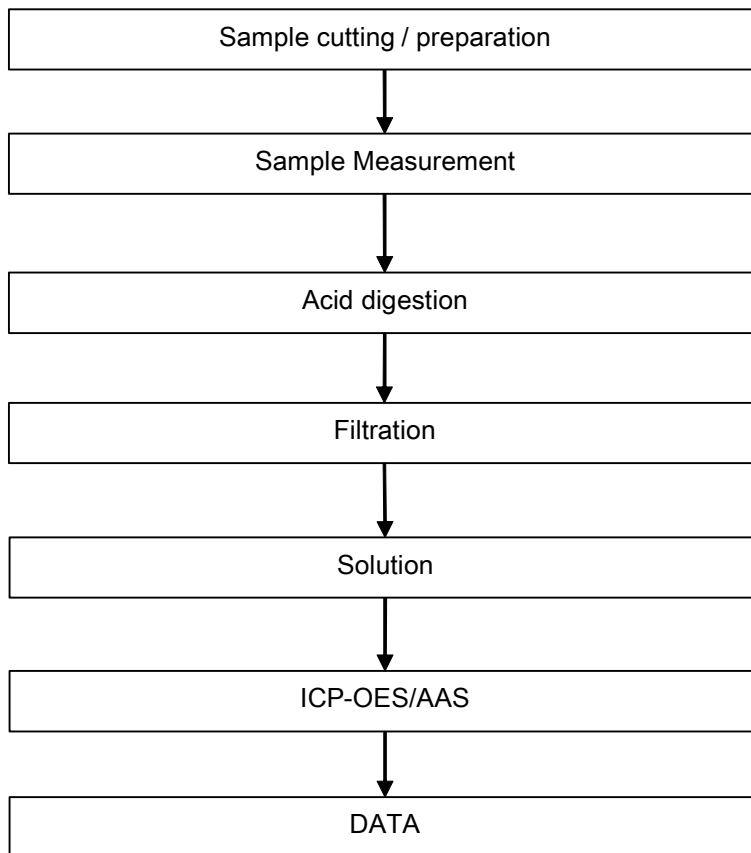 Sample cutting / preparation
Sample Measurement
Acid digestion
Filtration
Solution
ICP-OES/AAS
DATA